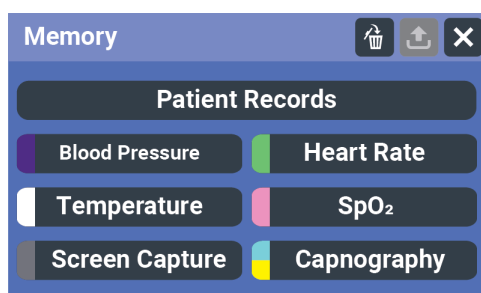 Memory
Patient Records
Blood Pressure
Heart Rate
Temperature
SpO₂
Screen Capture
Capnography